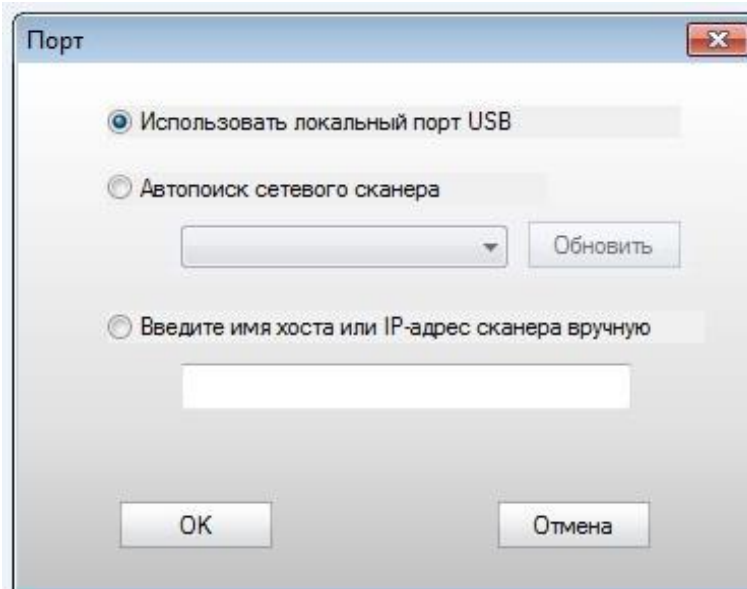 Порт
Использовать локальный порт USB
Автопоиск сетевого сканера
Обновить
Введите имя хоста или IP-адрес сканера вручную
OK
Отмена